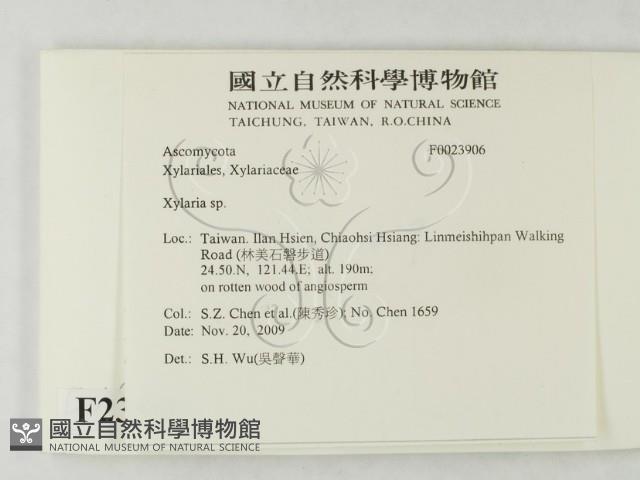 國立自然科學博物館
NATIONAL MUSEUM OF NATURAL SCIENCE
TAICHUNG, TAIWAN, R.O.CHINA
Ascomycota F0023906
Xylariales, Xylariaceae
Xylaria sp.
Loc.: Taiwan. Ilan Hsien, Chiaohsi Hsiang: Linmeishihpan Walking
Road (林美石磐步道)
24.50.N, 121.44.E; alt. 190m;
on rotten wood of angiosperm
Col.: S.Z. Chen et al.(陳秀珍); No. Chen 1659
Date: Nov. 20, 2009
Det.: S.H. Wu(吳聲華)
F23
國立自然科學博物館
NATIONAL MUSEUM OF NATURAL SCIENCE